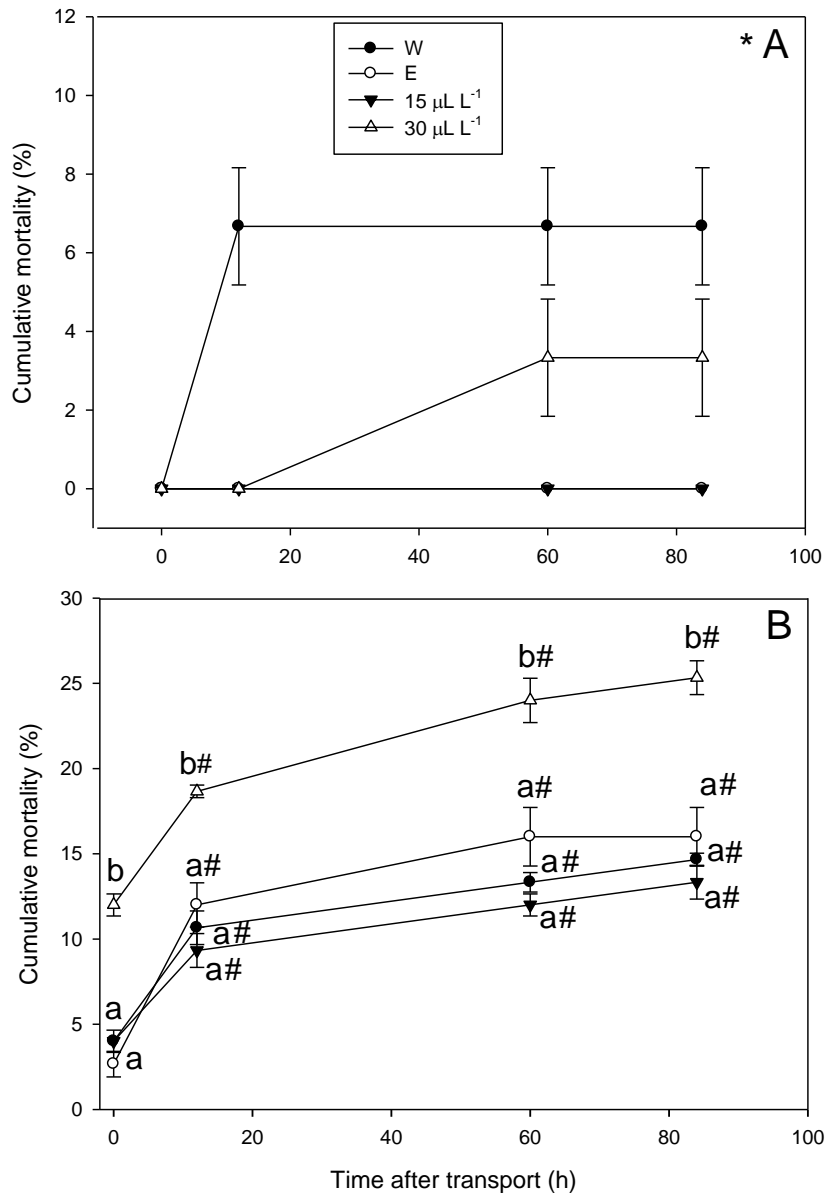 * A
12
10
8
6
4
2
0
Cumulative mortality (%)
W
E
15 μL L-1
30 μL L-1
0 20 40 60 80 100
B
30
25
20
15
10
5
0
Cumulative mortality (%)
b#
b#
b#
b
a#
a#
a#
a#
a#
a#
a#
a#
a#
a
a
0 20 40 60 80 100
Time after transport (h)